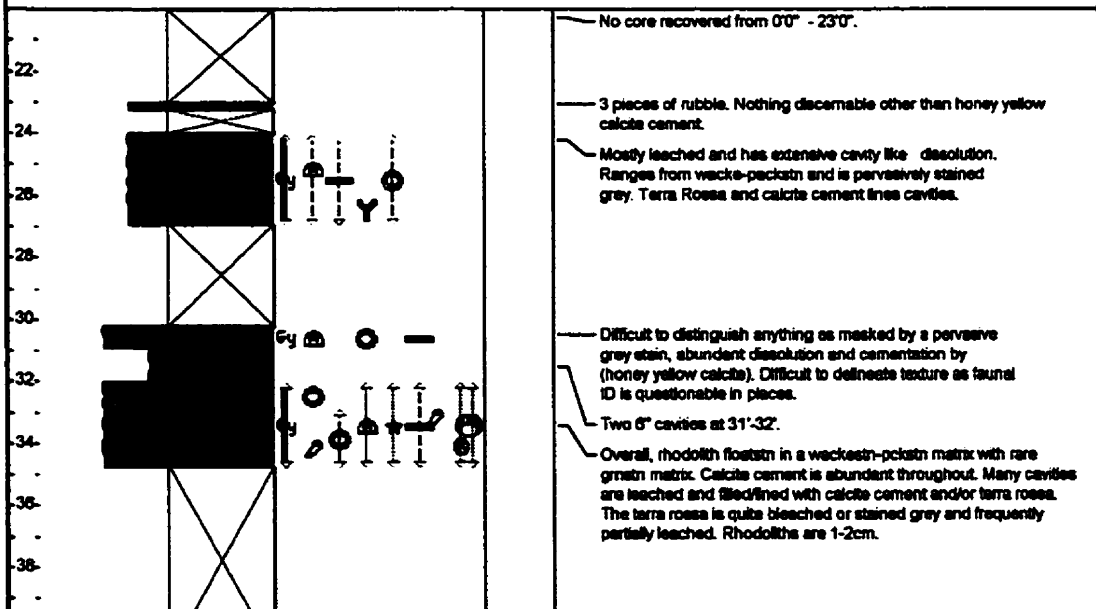 No core recovered from 0'0" - 23'0".
-22-
3 pieces of rubble. Nothing discernable other than honey yellow
calcite cement.
-24-
Mostly leached and has extensive cavity like dissolution.
Ranges from wacke-packstn and is pervasively stained
grey. Terra Rossa and calcite cement lines cavities.
Gy
-26-
-28-
-30-
Gy
Difficult to distinguish anything as masked by a pervasive
grey stain, abundant dissolution and cementation by
(honey yellow calcite). Difficult to delineate texture as faunal
ID is questionable in places.
-32-
Two 6" cavities at 31'-32'.
Gy
-34-
Overall, rhodolith floatstn in a wackestn-pckstn matrix with rare
grnstn matrix. Calcite cement is abundant throughout. Many cavities
are leached and filled/lined with calcite cement and/or terra rossa.
The terra rossa is quite bleached or stained grey and frequently
partially leached. Rhodoliths are 1-2cm.
-36-
-38-